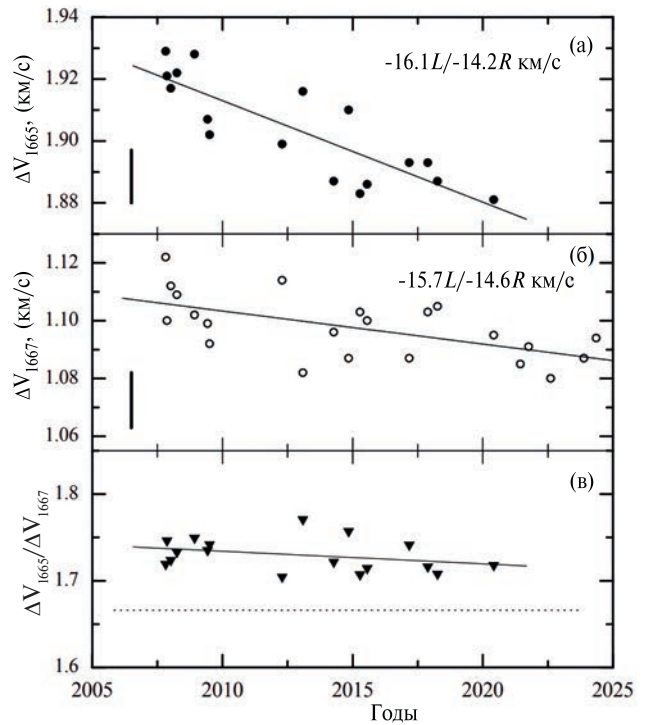 1.94
1.92
1.90
1.88
ΔV1665, (км/с)
(а)
-16.1L/-14.2R км/с
1.12
1.10
1.08
1.06
ΔV1667, (км/с)
(б)
-15.7L/-14.6R км/с
1.8
1.7
1.6
ΔV1665/ΔV1667
(в)
2005 2010 2015 2020 2025
Годы